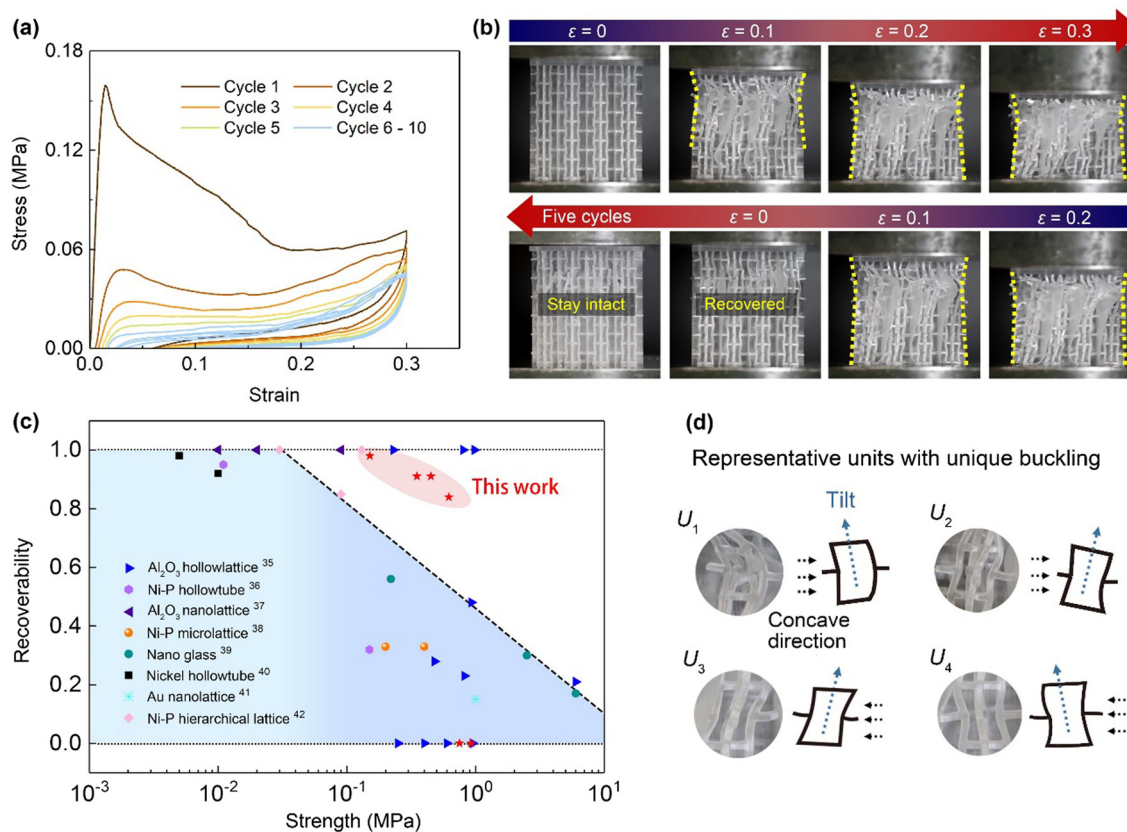 (a)
0.18
0.12
0.06
0.00
Stress (MPa)
Cycle 1
Cycle 2
Cycle 3
Cycle 4
Cycle 5
Cycle 6 - 10
0.0
0.1
0.2
0.3
Strain
(b)
ε = 0
ε = 0.1
ε = 0.2
ε = 0.3
Five cycles
ε = 0
ε = 0.1
ε = 0.2
Stay intact
Recovered
(c)
1.0
0.8
0.6
0.4
0.2
0.0
Recoverability
This work
Al₂O₃ hollowlattice ³⁵
Ni-P hollowtube ³⁶
Al₂O₃ nanolattice ³⁷
Ni-P microlattice ³⁸
Nano glass ³⁹
Nickel hollowtube ⁴⁰
Au nanolattice ⁴¹
Ni-P hierarchical lattice ⁴²
10⁻³
10⁻²
10⁻¹
10⁰
10¹
Strength (MPa)
(d)
Representative units with unique buckling
U₁
Tilt
U₂
Concave
direction
U₃
U₄